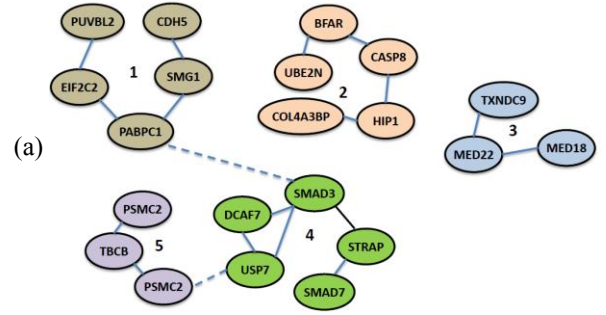 PUVBL2
CDH5
EIF2C2
1
SMG1
PABPC1
BFAR
CASP8
UBE2N
2
COL4A3BP
HIP1
TXNDC9
3
MED22
MED18
(a)
SMAD3
DCAF7
4
STRAP
USP7
SMAD7
PSMC2
5
TBCB
PSMC2